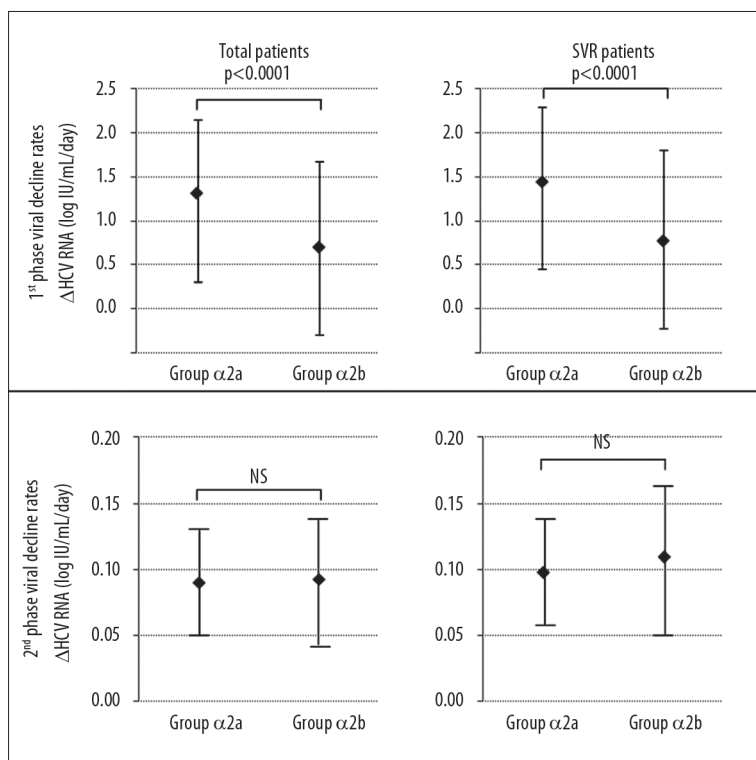 Total patients
p<0.0001
SVR patients
p<0.0001
1st phase viral decline rates
ΔHCV RNA (log IU/mL/day)
2.5
2.0
1.5
1.0
0.5
0.0
Group α2a
Group α2b
2.5
2.0
1.5
1.0
0.5
0.0
Group α2a
Group α2b
2nd phase viral decline rates
ΔHCV RNA (log IU/mL/day)
0.20
0.15
0.10
0.05
0.00
NS
Group α2a
Group α2b
0.20
0.15
0.10
0.05
0.00
NS
Group α2a
Group α2b